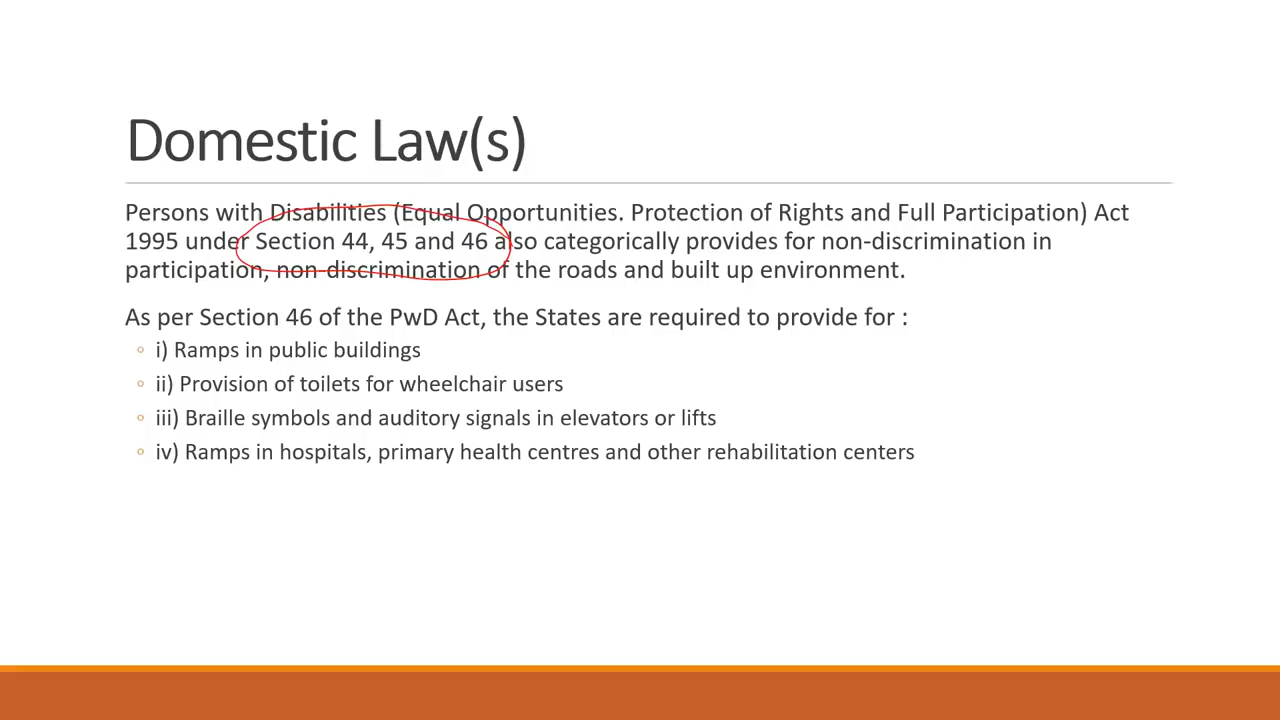 Domestic Law(s)
Persons with Disabilities (Equal Opportunities. Protection of Rights and Full Participation) Act
1995 under Section 44, 45 and 46 also categorically provides for non-discrimination in
participation, non-discrimination of the roads and built up environment.
As per Section 46 of the PwD Act, the States are required to provide for :
i) Ramps in public buildings
ii) Provision of toilets for wheelchair users
iii) Braille symbols and auditory signals in elevators or lifts
iv) Ramps in hospitals, primary health centres and other rehabilitation centers